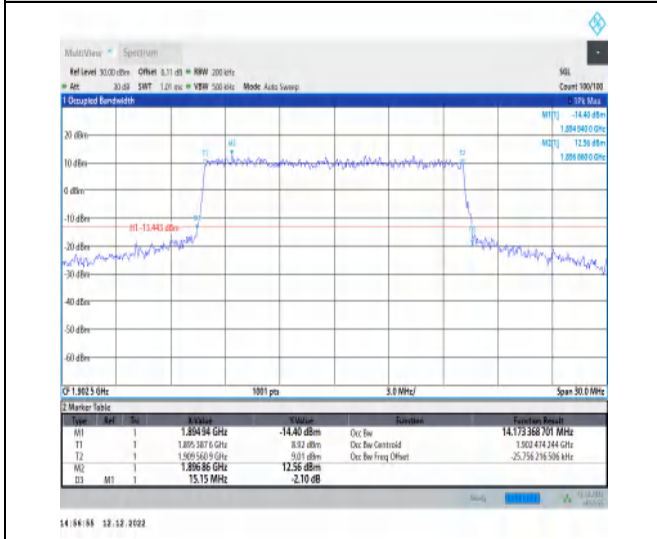 MultiView Spectrum
Ref Level 30.00 dBm Offset 8.11 dB RBW 200 kHz SGL
Att 30 dB SWT 1.01 ms VBW 500 kHz Mode Auto Sweep Count 100/100
1 Occupied Bandwidth 1Pk Max
M1[1] -14.40 dBm
1.894 940 0 GHz
M2[1] 12.56 dBm
1.896 860 0 GHz
20 dBm
T1 M2 T2
10 dBm
0 dBm
-10 dBm
H1 -13.443 dBm
-20 dBm
-30 dBm
-40 dBm
-50 dBm
-60 dBm
CF 1.902 5 GHz 1001 pts 3.0 MHz/ Span 30.0 MHz
2 Marker Table
Type Ref Trc X-Value Y-Value Function Function Result
M1 1 1.894 94 GHz -14.40 dBm Occ Bw 14.173 368 701 MHz
T1 1 1.895 387 6 GHz 8.92 dBm Occ Bw Centroid 1.902 474 244 GHz
T2 1 1.909 560 9 GHz 9.01 dBm Occ Bw Freq Offset -25.756 216 506 kHz
M2 1 1.896 86 GHz 12.56 dBm
D3 M1 1 15.15 MHz -2.10 dB
Ready
14:56:55 12.12.2022